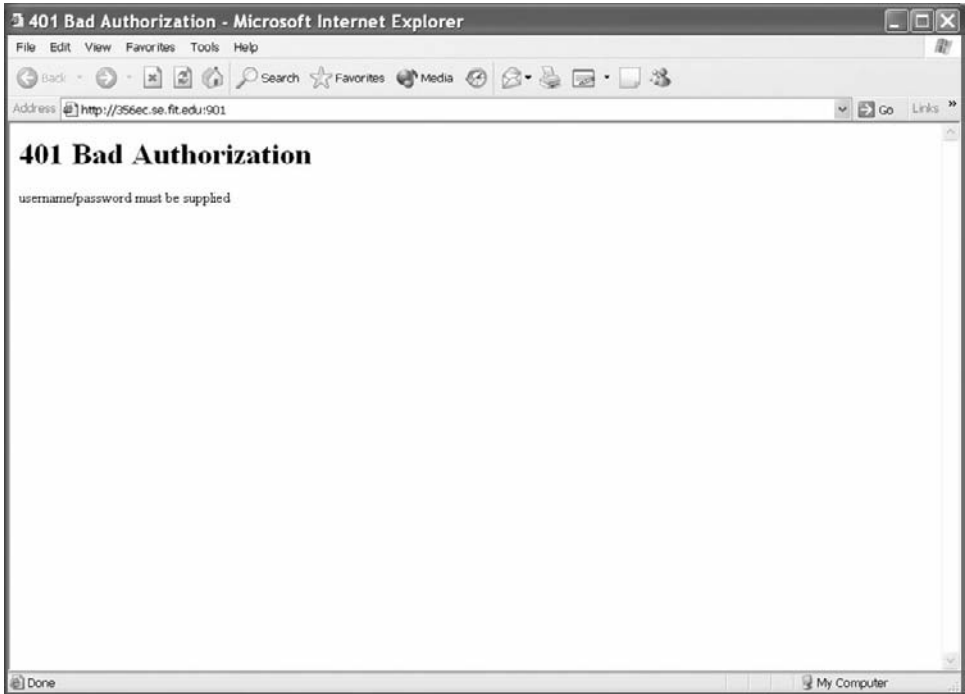 401 Bad Authorization - Microsoft Internet Explorer
File Edit View Favorites Tools Help
Back Search Favorites Media
Address http://356ec.se.fit.edu:901 Go Links »
401 Bad Authorization
username/password must be supplied
Done My Computer